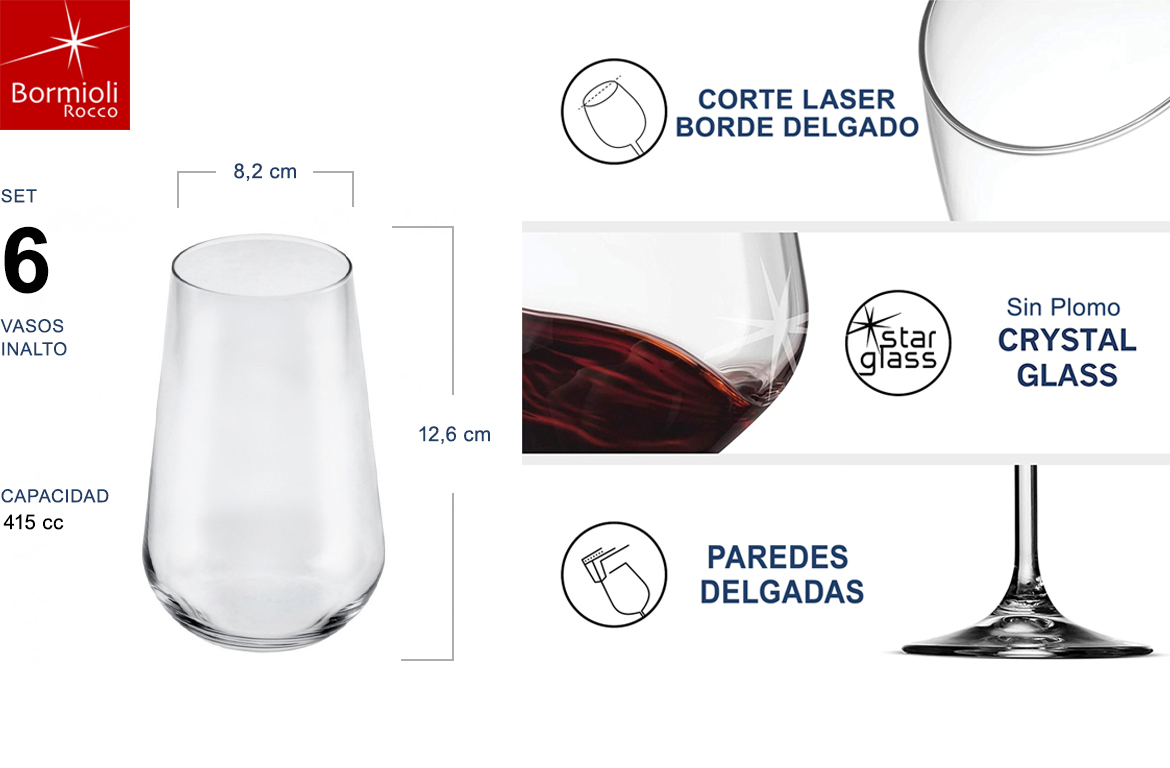 Bormioli
Rocco
8,2 cm
SET
6
VASOS
INALTO
12,6 cm
CAPACIDAD
415 cc
CORTE LASER
BORDE DELGADO
star
glass
Sin Plomo
CRYSTAL
GLASS
PAREDES
DELGADAS